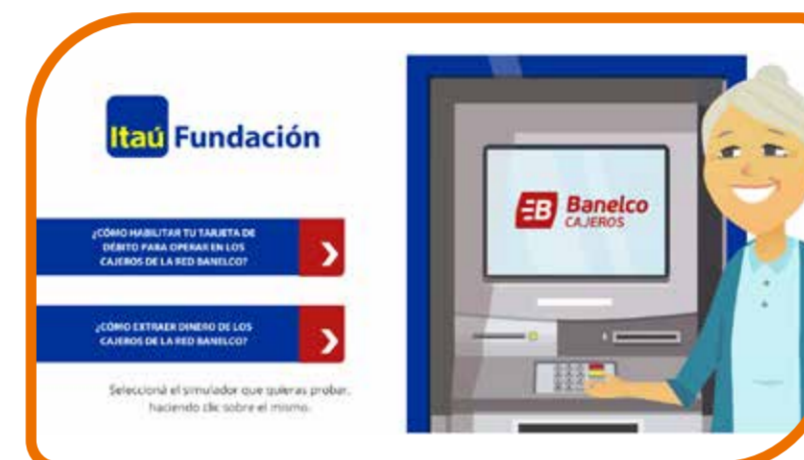 Itaú Fundación
¿CÓMO HABILITAR TU TARJETA DE
DÉBITO PARA OPERAR EN LOS
CAJEROS DE LA RED BANELCO?
¿CÓMO EXTRAER DINERO DE LOS
CAJEROS DE LA RED BANELCO?
Seleccioná el simulador que quieras probar,
haciendo clic sobre el mismo.
B Banelco
CAJEROS